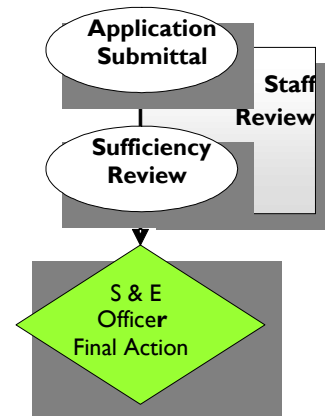 Application
Submittal
Staff
Review
Sufficiency
Review
S & E
Officer
Final Action